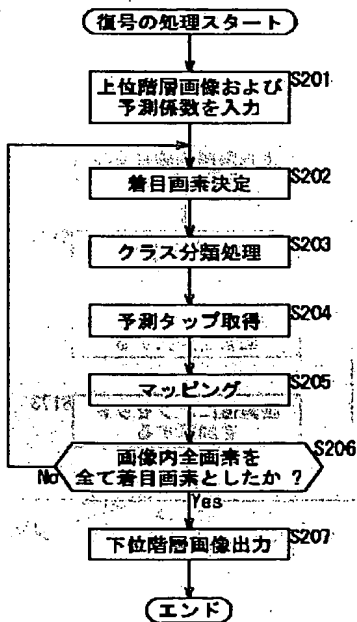 復号の処理スタート
上位階層画像および
予測係数を入力
S201
着目画素決定
S202
クラス分類処理
S203
予測タップ取得
S204
マッピング
S205
画像内全画素を
全て着目画素としたか ?
S206
No
Yes
下位階層画像出力
S207
エンド